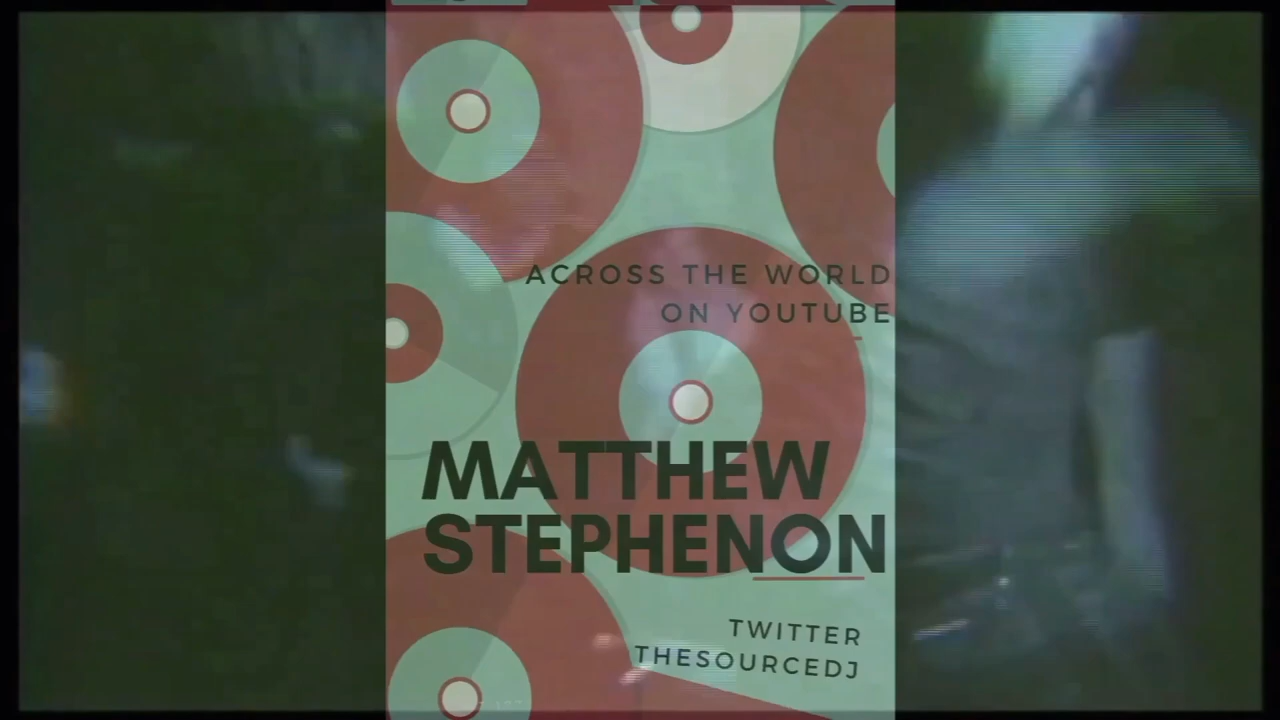 ACROSS THE WORLD
ON YOUTUBE
MATTHEW
STEPHENON
TWITTER
THESOURCEDJ